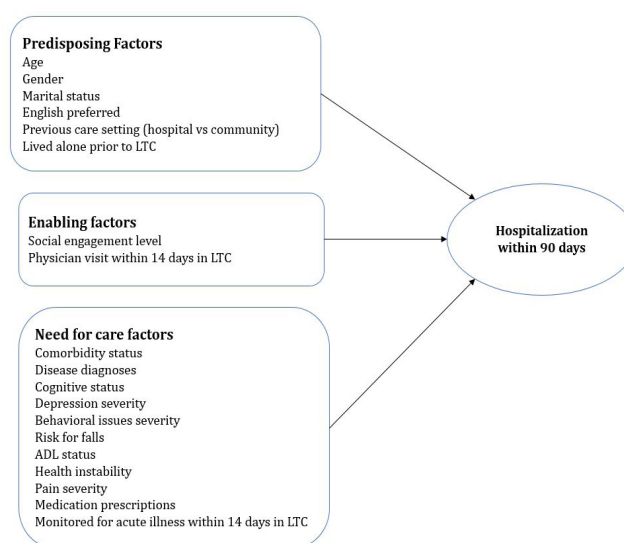 Predisposing Factors
Age
Gender
Marital status
English preferred
Previous care setting (hospital vs community)
Lived alone prior to LTC
Enabling factors
Social engagement level
Physician visit within 14 days in LTC
Hospitalization
within 90 days
Need for care factors
Comorbidity status
Disease diagnoses
Cognitive status
Depression severity
Behavioral issues severity
Risk for falls
ADL status
Health instability
Pain severity
Medication prescriptions
Monitored for acute illness within 14 days in LTC